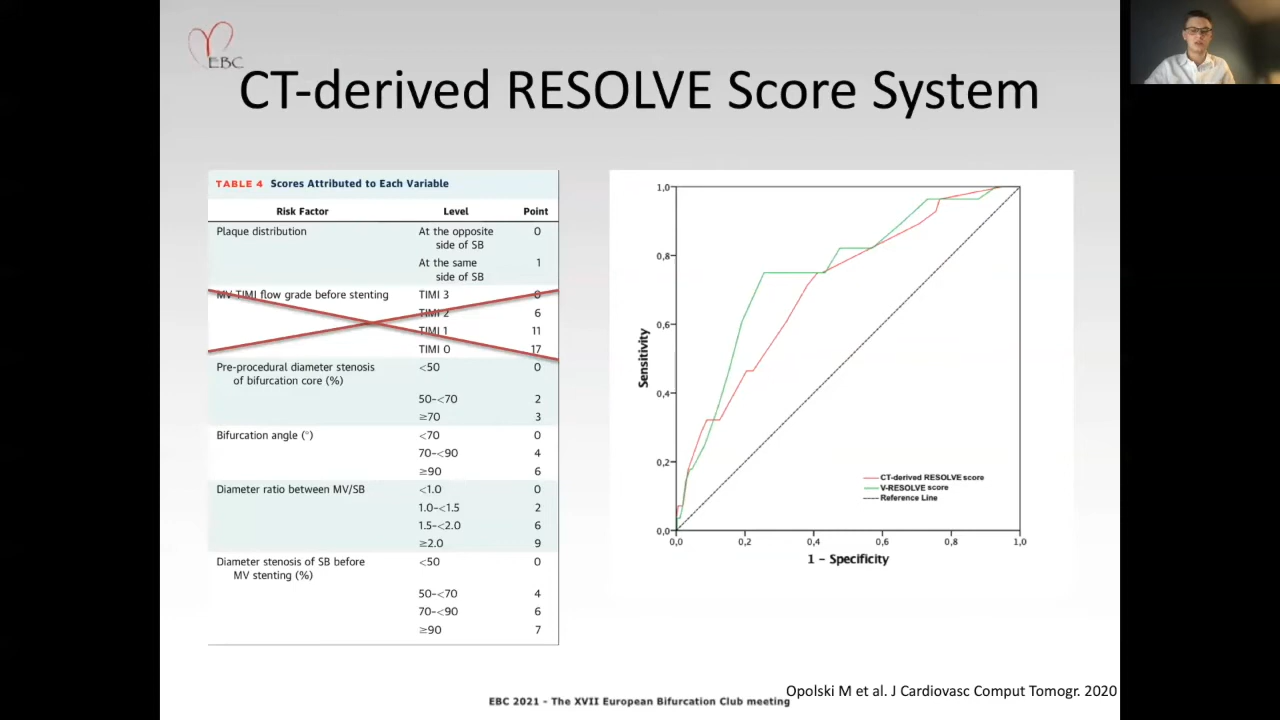 EBC
CT-derived RESOLVE Score System
TABLE 4 Scores Attributed to Each Variable
Risk Factor Level Point
Plaque distribution At the opposite 0
side of SB
At the same 1
side of SB
MV TIMI flow grade before stenting TIMI 3 0
TIMI 2 6
TIMI 1 11
TIMI 0 17
Pre-procedural diameter stenosis <50 0
of bifurcation core (%)
50-<70 2
≥70 3
Bifurcation angle (°) <70 0
70-<90 4
≥90 6
Diameter ratio between MV/SB <1.0 0
1.0-<1.5 2
1.5-<2.0 6
≥2.0 9
Diameter stenosis of SB before <50 0
MV stenting (%)
50-<70 4
70-<90 6
≥90 7
1,0
0,8
0,6
0,4
0,2
0,0
Sensitivity
CT-derived RESOLVE score
V-RESOLVE score
Reference Line
0,0 0,2 0,4 0,6 0,8 1,0
1 - Specificity
Opolski M et al. J Cardiovasc Comput Tomogr. 2020
EBC 2021 - The XVII European Bifurcation Club meeting